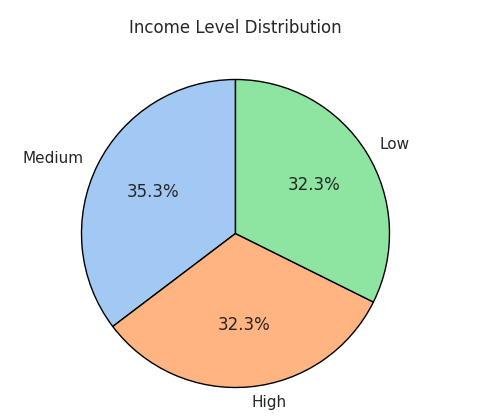 Income Level Distribution
Low
Medium
32.3%
35.3%
32.3%
High